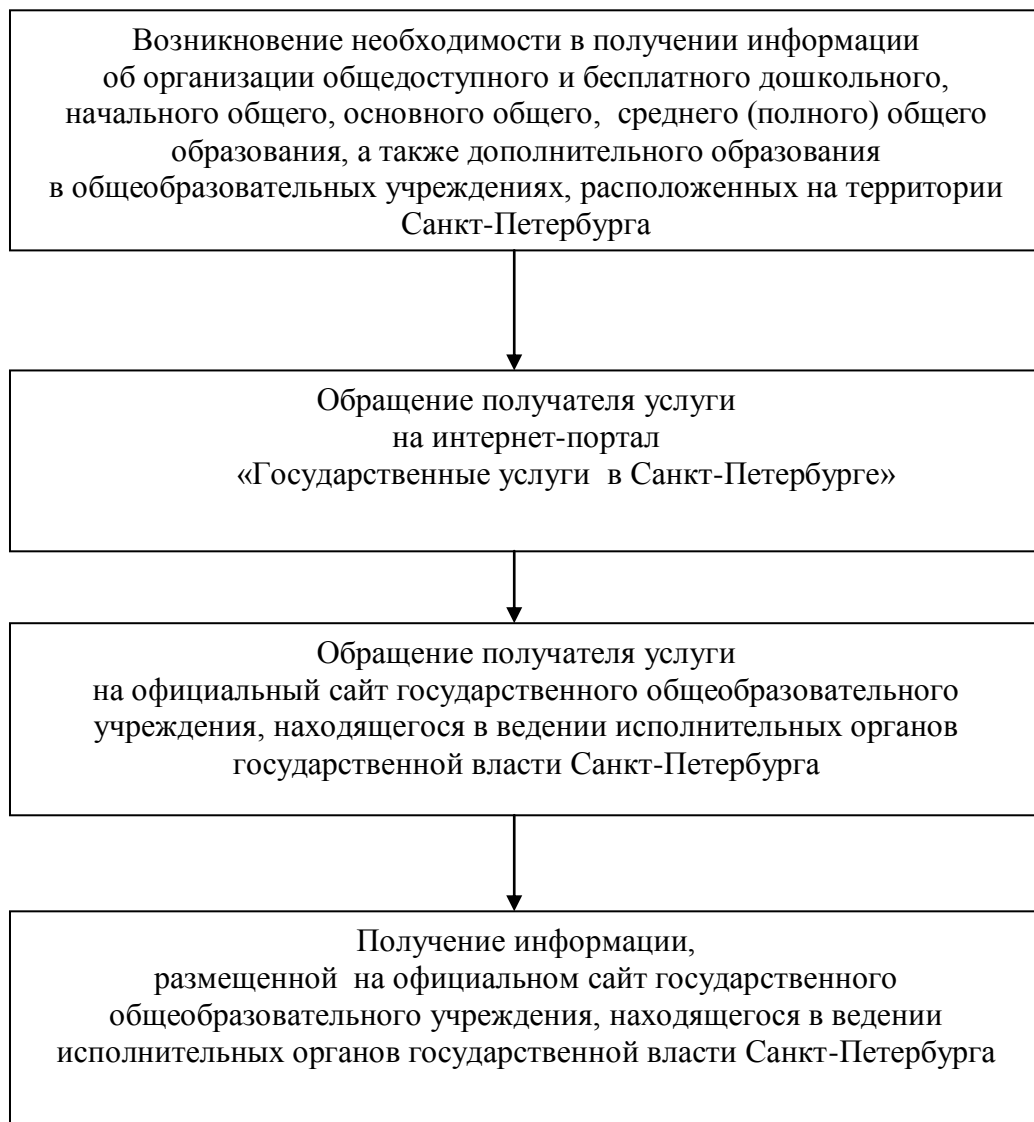 Возникновение необходимости в получении информации
об организации общедоступного и бесплатного дошкольного,
начального общего, основного общего,  среднего (полного) общего
образования, а также дополнительного образования
в общеобразовательных учреждениях, расположенных на территории
Санкт-Петербурга
Обращение получателя услуги
на интернет-портал
«Государственные услуги  в Санкт-Петербурге»
Обращение получателя услуги
на официальный сайт государственного общеобразовательного
учреждения, находящегося в ведении исполнительных органов
государственной власти Санкт-Петербурга
Получение информации,
размещенной  на официальном сайт государственного
общеобразовательного учреждения, находящегося в ведении
исполнительных органов государственной власти Санкт-Петербурга